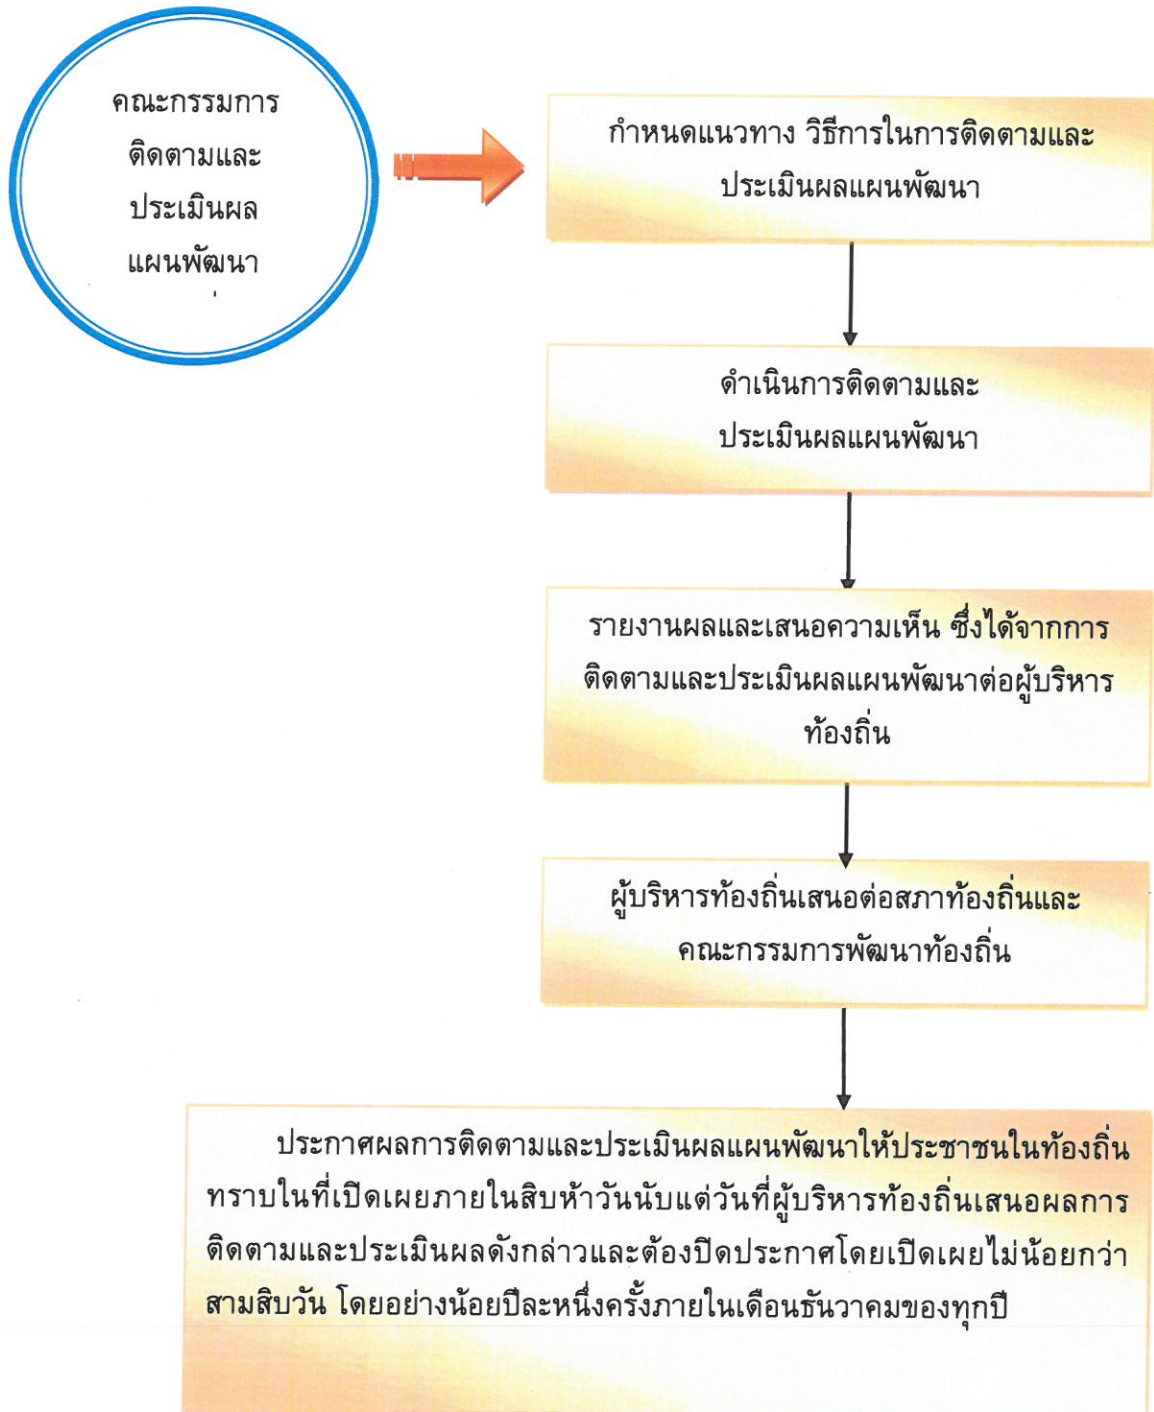 คณะกรรมการ
ติดตามและ
ประเมินผล
แผนพัฒนา
กำหนดแนวทาง วิธีการในการติดตามและ
ประเมินผลแผนพัฒนา
ดำเนินการติดตามและ
ประเมินผลแผนพัฒนา
รายงานผลและเสนอความเห็น ซึ่งได้จากการ
ติดตามและประเมินผลแผนพัฒนาต่อผู้บริหาร
ท้องถิ่น
ผู้บริหารท้องถิ่นเสนอต่อสภาท้องถิ่นและ
คณะกรรมการพัฒนาท้องถิ่น
ประกาศผลการติดตามและประเมินผลแผนพัฒนาให้ประชาชนในท้องถิ่น
ทราบในที่เปิดเผยภายในสิบห้าวันนับแต่วันที่ผู้บริหารท้องถิ่นเสนอผลการ
ติดตามและประเมินผลดังกล่าวและต้องปิดประกาศโดยเปิดเผยไม่น้อยกว่า
สามสิบวัน โดยอย่างน้อยปีละหนึ่งครั้งภายในเดือนธันวาคมของทุกปี